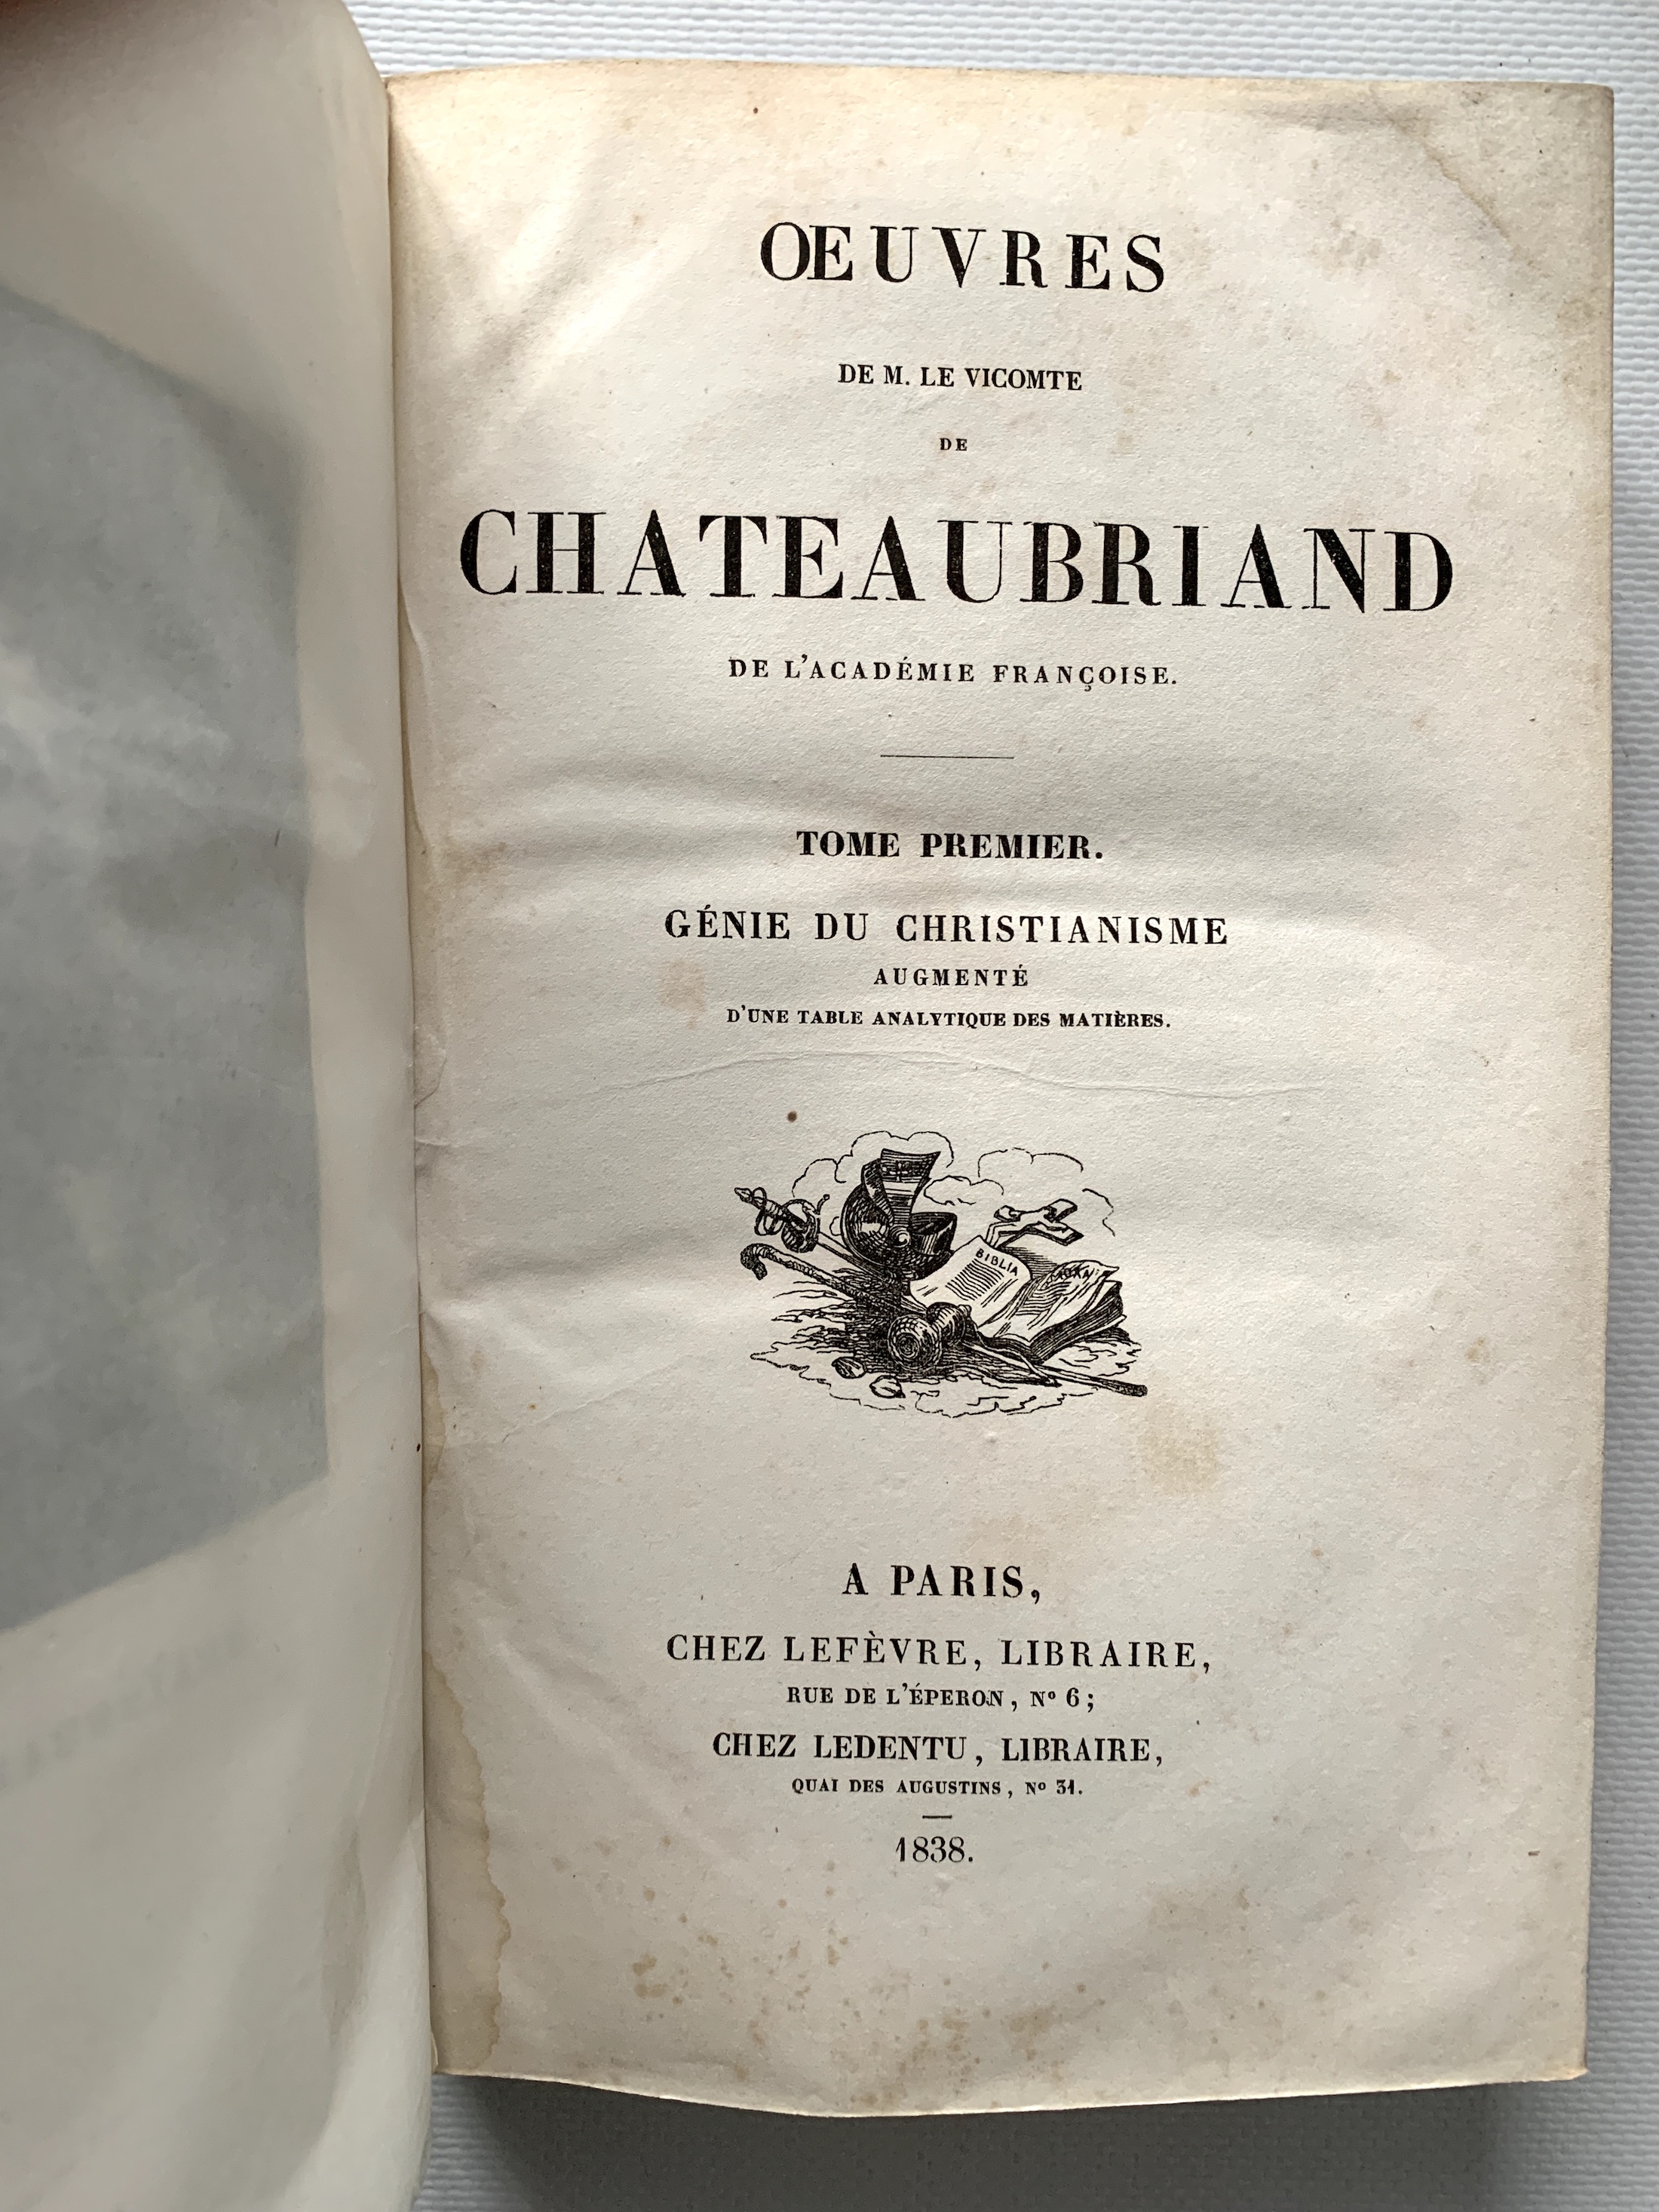 OEUVRES
DE M. LE VICOMTE
DE
CHATEAUBRIAND
DE L'ACADÉMIE FRANÇOISE.
TOME PREMIER.
GÉNIE DU CHRISTIANISME
AUGMENTÉ
D'UNE TABLE ANALYTIQUE DES MATIÈRES.
BIBLIA
A PARIS,
CHEZ LEFÈVRE, LIBRAIRE,
RUE DE L'ÉPERON, Nº 6;
CHEZ LEDENTU, LIBRAIRE,
QUAI DES AUGUSTINS, Nº 31.
1838.